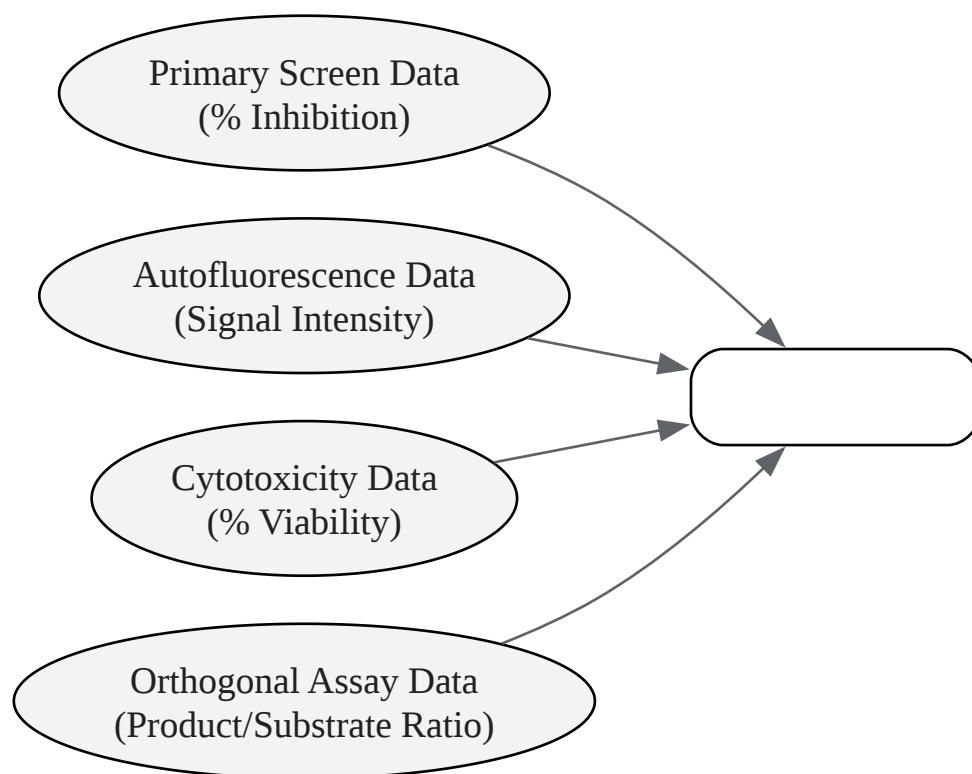 Primary Screen Data
(% Inhibition)
Autofluorescence Data
(Signal Intensity)
Cytotoxicity Data
(% Viability)
Orthogonal Assay Data
(Product/Substrate Ratio)